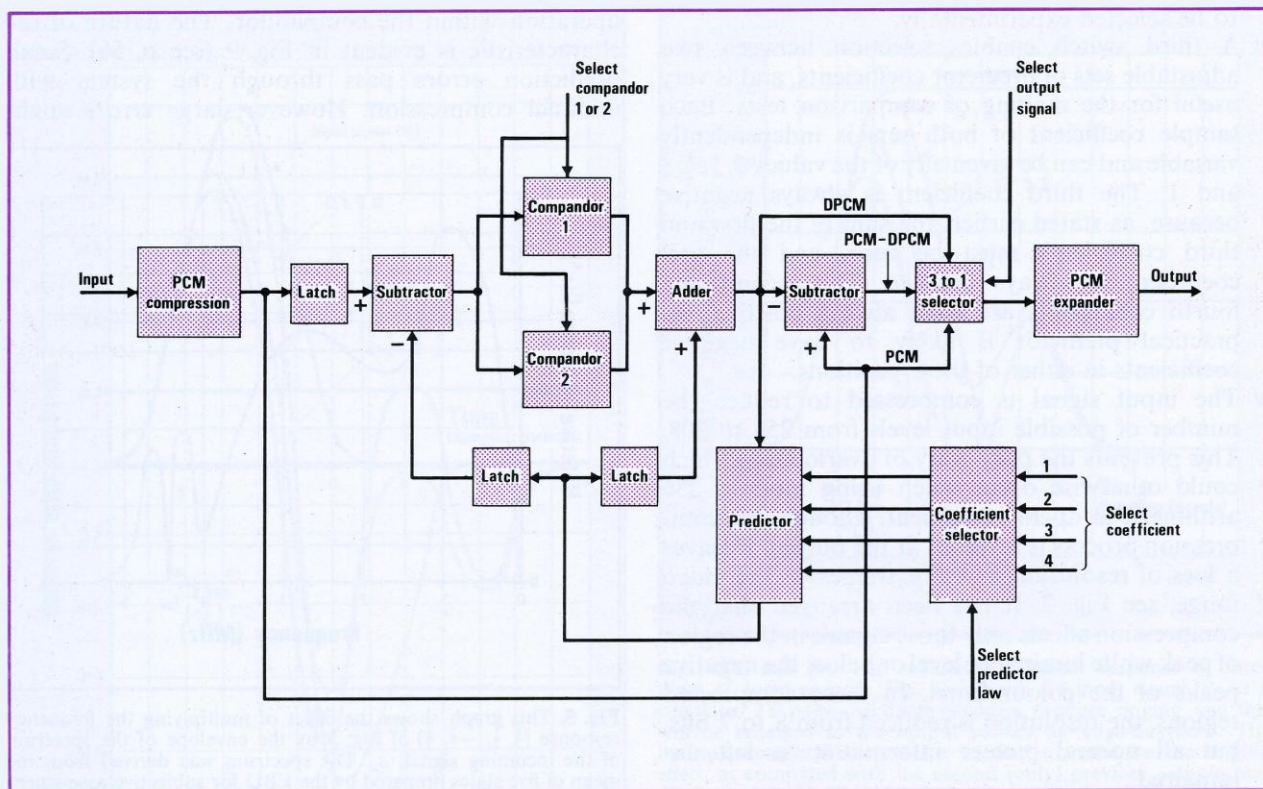 Select
compandor
1 or 2
Select
output
signal
Compandor
1
DPCM
PCM-DPCM
Input
PCM
compression
Latch
+
Subtractor
-
+
Adder
-
Subtractor
3 to 1
selector
PCM
expander
Output
Compandor
2
+
+
PCM
Latch
Latch
Predictor
Coefficient
selector
1
2
3
4
Select
coefficient
Select
predictor
law